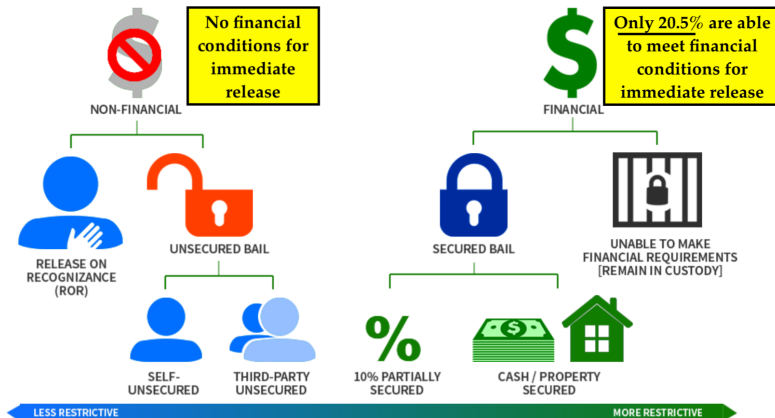 No financial
conditions for
immediate
release
Only 20.5% are able
to meet financial
conditions for
immediate release
NON-FINANCIAL
FINANCIAL
RELEASE ON
RECOGNIZANCE
(ROR)
UNSECURED BAIL
SECURED BAIL
UNABLE TO MAKE
FINANCIAL REQUIREMENTS
[REMAIN IN CUSTODY]
SELF-
UNSECURED
THIRD-PARTY
UNSECURED
%
10% PARTIALLY
SECURED
$
CASH / PROPERTY
SECURED
LESS RESTRICTIVE
MORE RESTRICTIVE